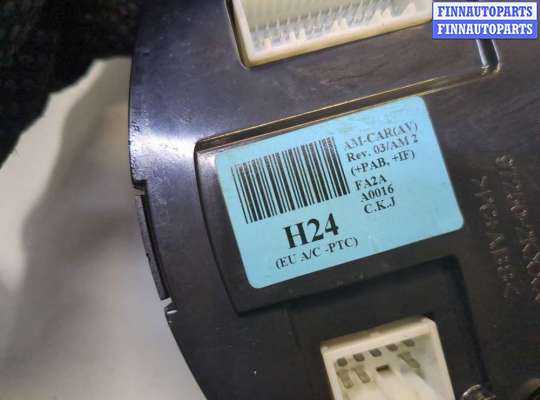 FINNAUTOPARTS
FINNAUTOPARTS
AM-CAR(AV)
Rev. 03/AM 2
(+PAB, +IF)
FA2A
A0016
C.K.J
H24
(EU A/C -PTC)